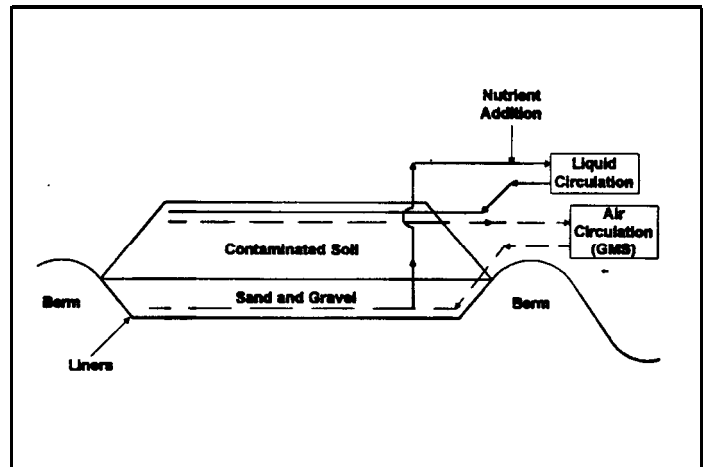 Nutrient
Addition
Liquid
Circulation
Air
Circulation
(GMS)
Contaminated Soil
Berm
Sand and Gravel
Berm
Liners